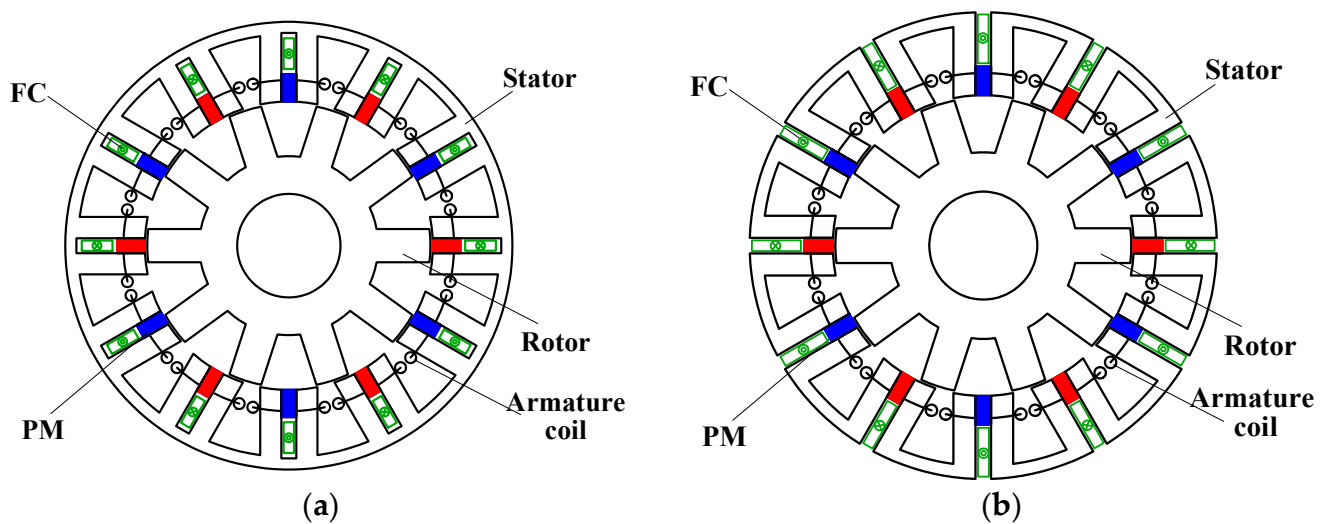 FC
Stator
Rotor
Armature
coil
PM
(a)
FC
Stator
Rotor
Armature
coil
PM
(b)